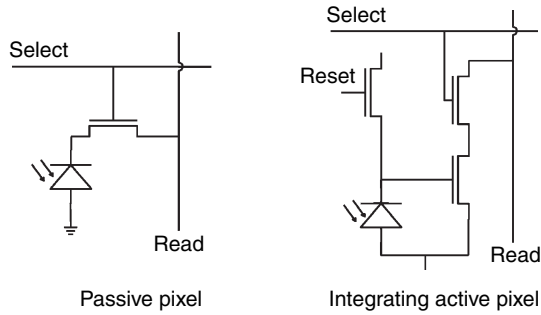 Select
Read
Passive pixel
Select
Reset
Read
Integrating active pixel